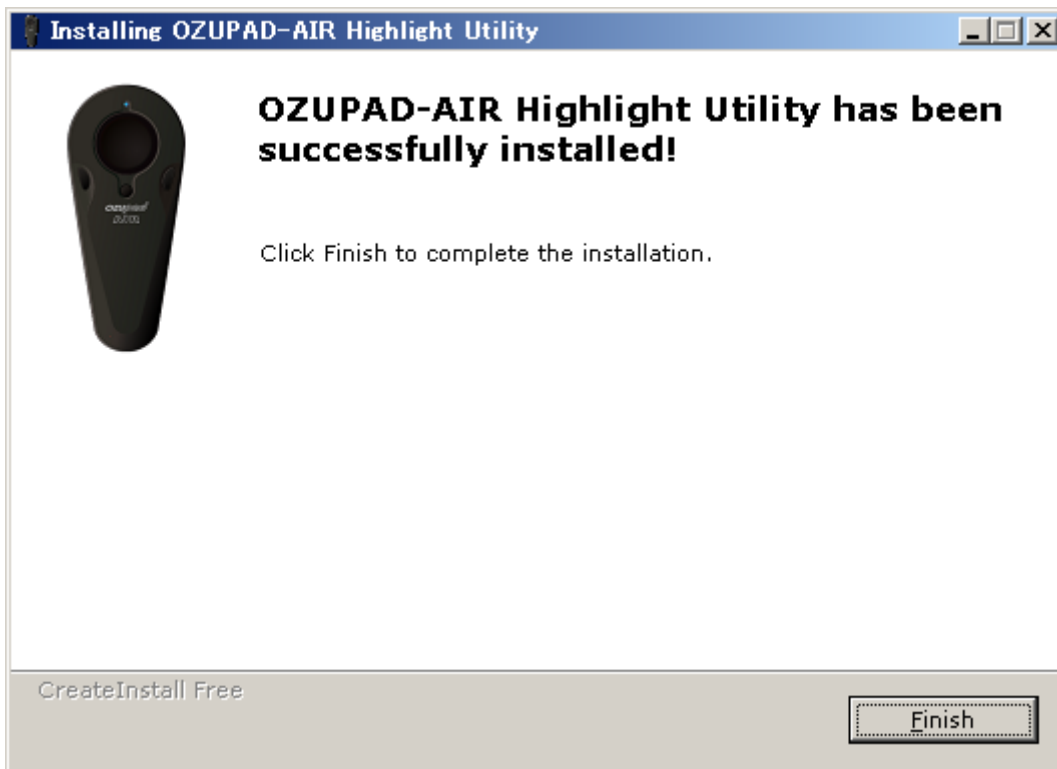 Installing OZUPAD-AIR Highlight Utility
OZUPAD-AIR Highlight Utility has been
successfully installed!
ozupad
Click Finish to complete the installation.
CreateInstall Free
Finish